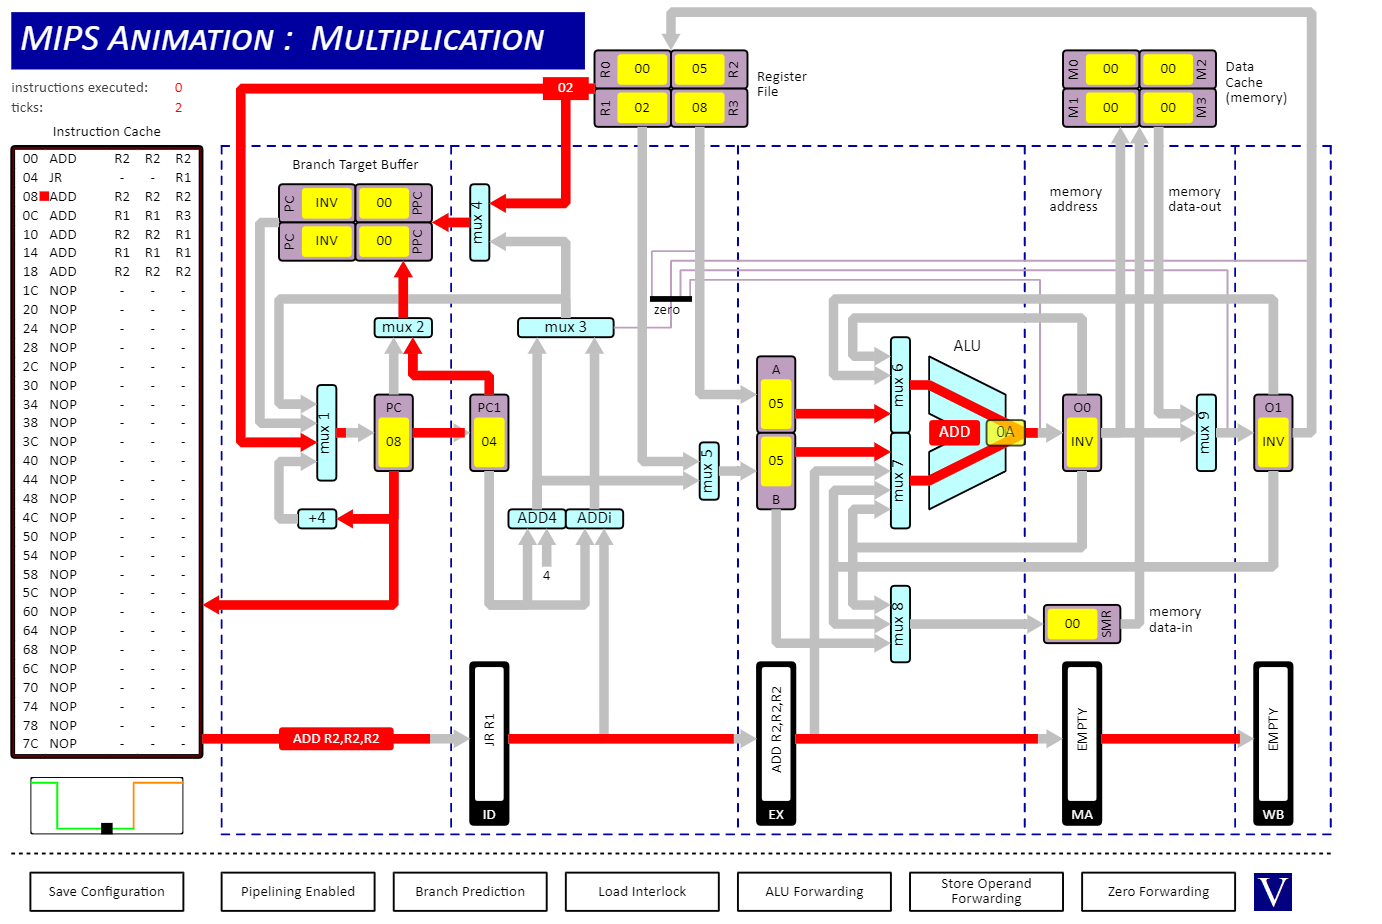 MIPS ANIMATION : MULTIPLICATION
instructions executed: 0
ticks: 2
Instruction Cache
00 ADD R2 R2 R2
04 JR - - R1
08 ADD R2 R2 R2
0C ADD R1 R1 R3
10 ADD R2 R2 R1
14 ADD R1 R1 R1
18 ADD R2 R2 R2
1C NOP - - -
20 NOP - - -
24 NOP - - -
28 NOP - - -
2C NOP - - -
30 NOP - - -
34 NOP - - -
38 NOP - - -
3C NOP - - -
40 NOP - - -
44 NOP - - -
48 NOP - - -
4C NOP - - -
50 NOP - - -
54 NOP - - -
58 NOP - - -
5C NOP - - -
60 NOP - - -
64 NOP - - -
68 NOP - - -
6C NOP - - -
70 NOP - - -
74 NOP - - -
78 NOP - - -
7C NOP - - -
02
R0 00 05 R2
R1 02 08 R3
Register
File
M0 00 00 M2
M1 00 00 M3
Data
Cache
(memory)
Branch Target Buffer
PC INV 00 PPC
PC INV 00 PPC
mux 4
memory
address
memory
data-out
zero
mux 2
mux 3
mux 1
PC
08
PC1
04
+4
ADD4
ADDi
4
mux 5
A
05
05
B
mux 6
mux 7
ALU
ADD
0A
O0
INV
mux 9
O1
INV
mux 8
00 SMR
memory
data-in
ADD R2,R2,R2
JR R1
ID
ADD R2,R2,R2
EX
EMPTY
MA
EMPTY
WB
Save Configuration
Pipelining Enabled
Branch Prediction
Load Interlock
ALU Forwarding
Store Operand
Forwarding
Zero Forwarding
V